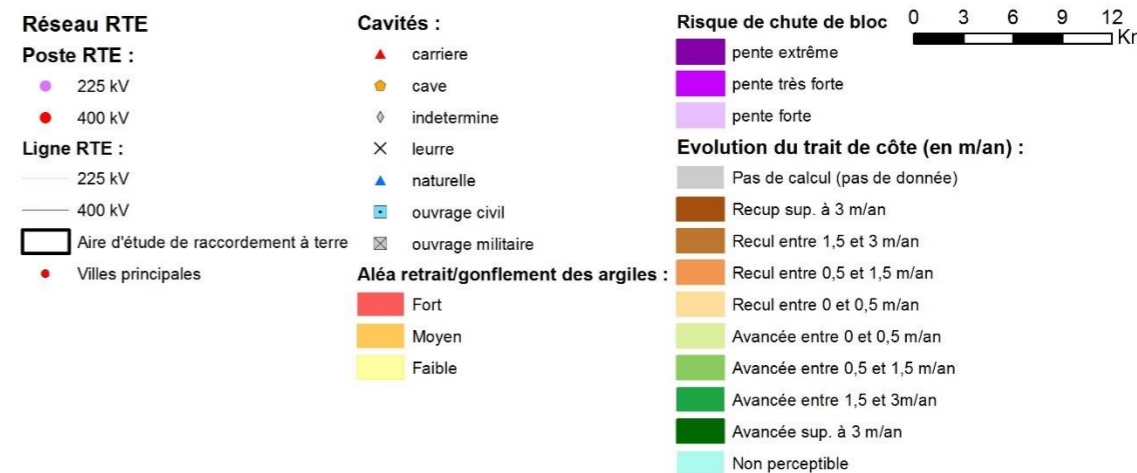 Réseau RTE
Poste RTE :
225 kV
400 kV
Ligne RTE :
225 kV
400 kV
Aire d'étude de raccordement à terre
Villes principales
Cavités :
carriere
cave
indetermine
leurre
naturelle
ouvrage civil
ouvrage militaire
Aléa retrait/gonflement des argiles :
Fort
Moyen
Faible
Risque de chute de bloc
pente extrême
pente très forte
pente forte
Evolution du trait de côte (en m/an) :
Pas de calcul (pas de donnée)
Recup sup. à 3 m/an
Recul entre 1,5 et 3 m/an
Recul entre 0,5 et 1,5 m/an
Recul entre 0 et 0,5 m/an
Avancée entre 0 et 0,5 m/an
Avancée entre 0,5 et 1,5 m/an
Avancée entre 1,5 et 3m/an
Avancée sup. à 3 m/an
Non perceptible
0 3 6 9 12